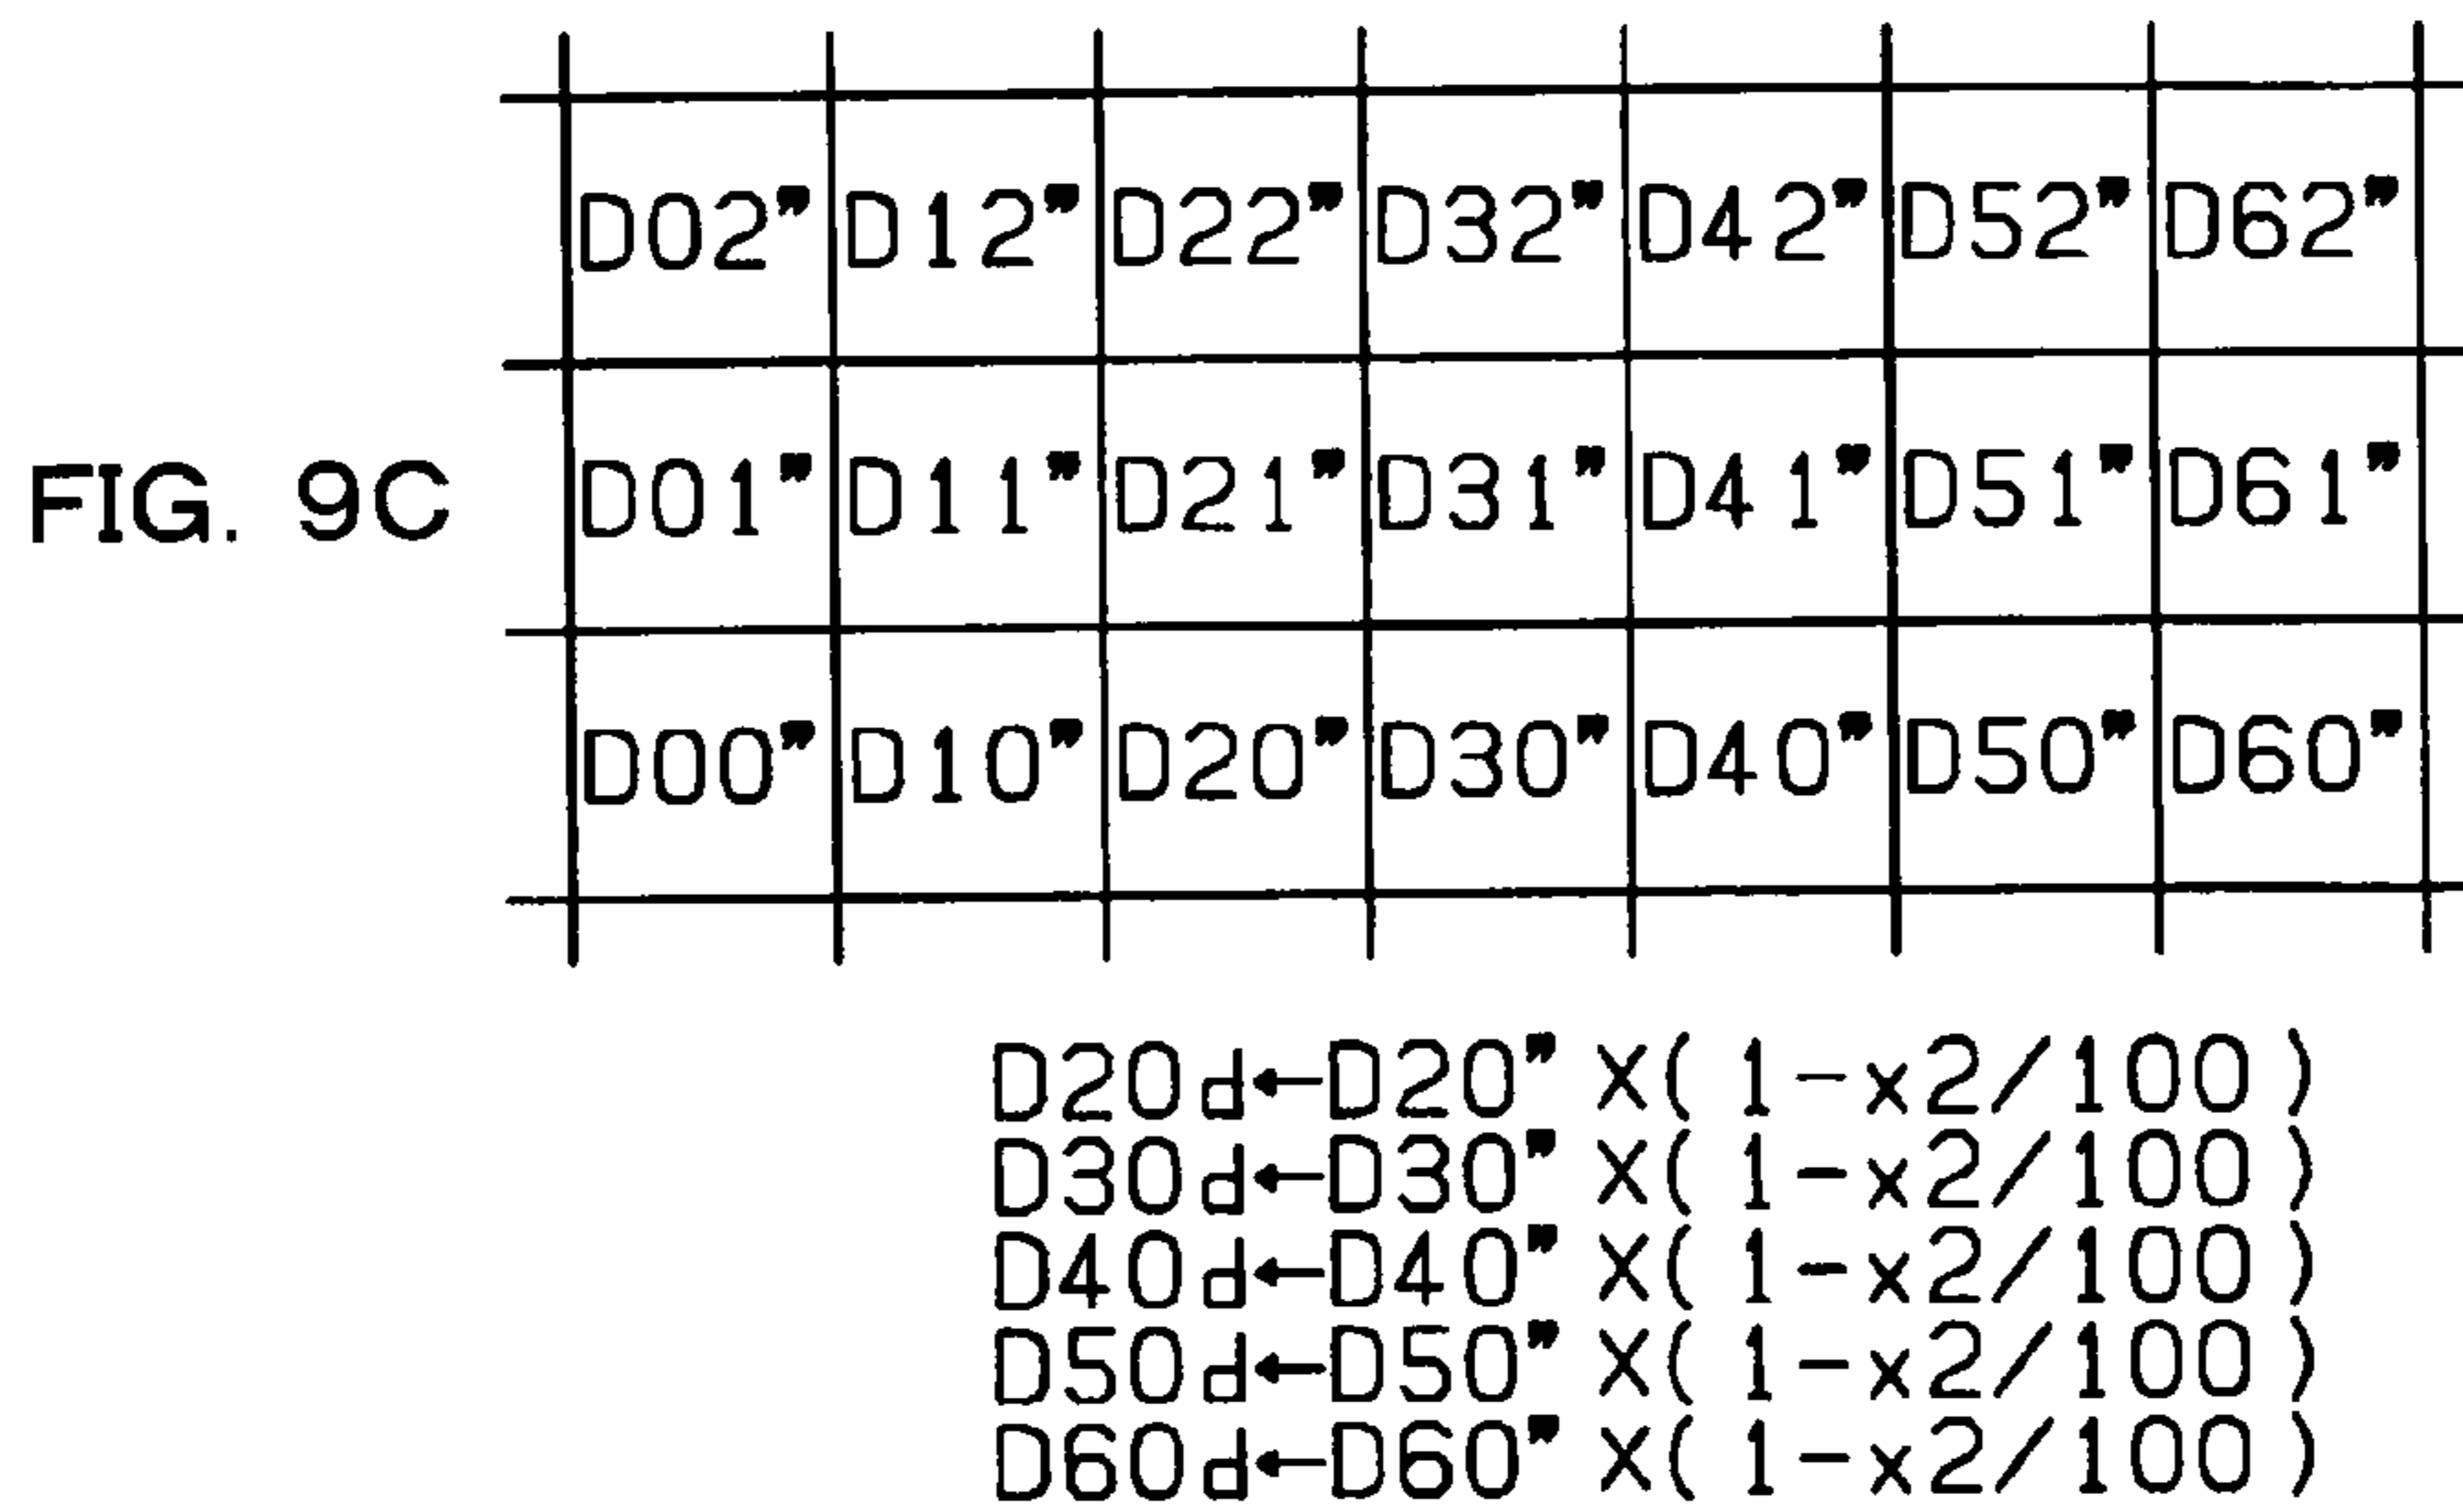 D02” D12” D22” D32” D42” D52” D62”
FIG. 9C D01” D11” D21” D31” D41” D51” D61”
D00” D10” D20” D30” D40” D50” D60”
D20d←D20” X(1-x2/100)
D30d←D30” X(1-x2/100)
D40d←D40” X(1-x2/100)
D50d←D50” X(1-x2/100)
D60d←D60” X(1-x2/100)